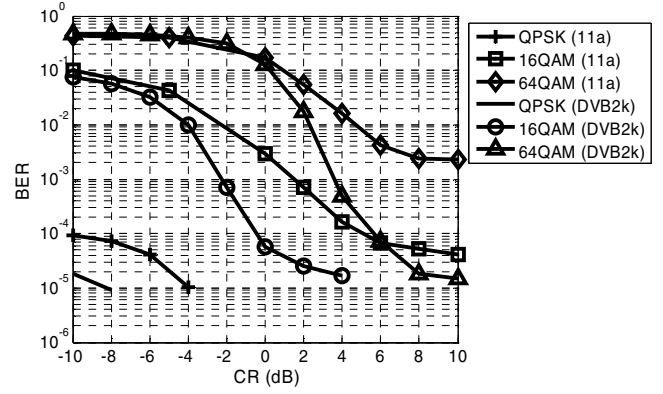 10^0
10^-1
10^-2
10^-3
10^-4
10^-5
10^-6
BER
-10 -8 -6 -4 -2 0 2 4 6 8 10
CR (dB)
QPSK (11a)
16QAM (11a)
64QAM (11a)
QPSK (DVB2k)
16QAM (DVB2k)
64QAM (DVB2k)